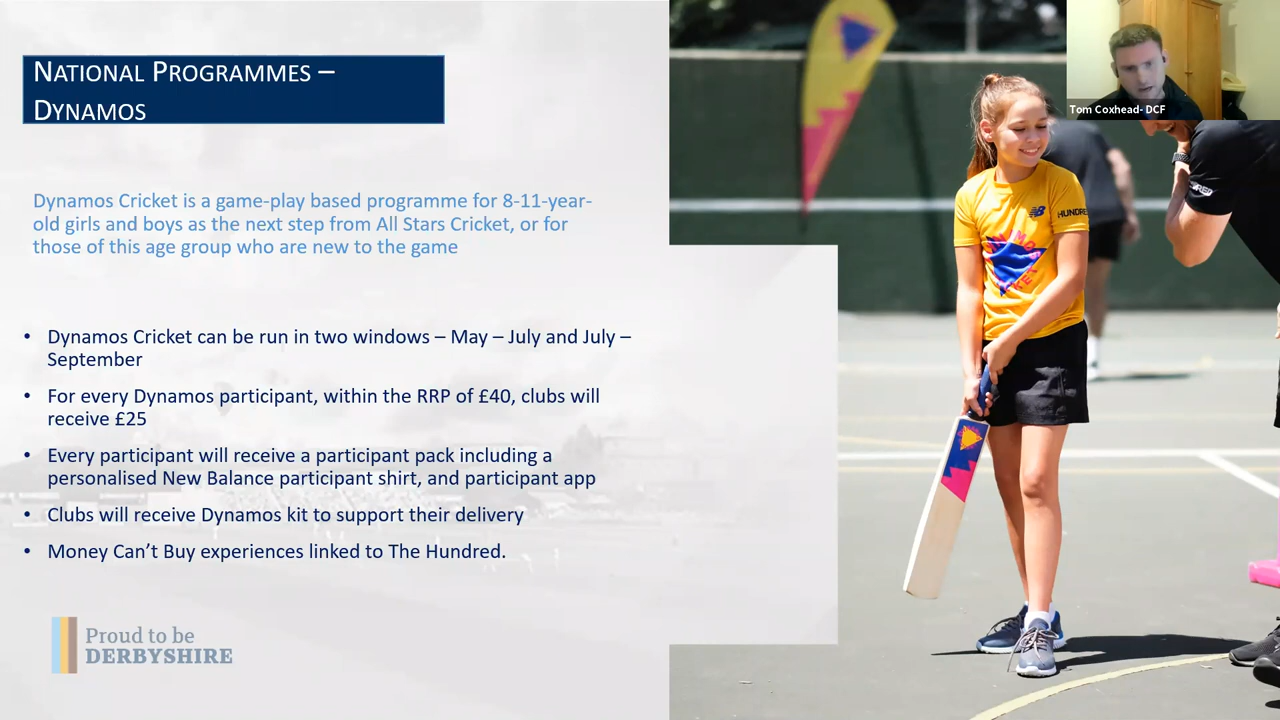 NATIONAL PROGRAMMES –
DYNAMOS
Dynamos Cricket is a game-play based programme for 8-11-year-
old girls and boys as the next step from All Stars Cricket, or for
those of this age group who are new to the game
• Dynamos Cricket can be run in two windows – May – July and July –
September
• For every Dynamos participant, within the RRP of £40, clubs will
receive £25
• Every participant will receive a participant pack including a
personalised New Balance participant shirt, and participant app
• Clubs will receive Dynamos kit to support their delivery
• Money Can’t Buy experiences linked to The Hundred.
Proud to be
DERBYSHIRE
Tom Coxhead- DCF